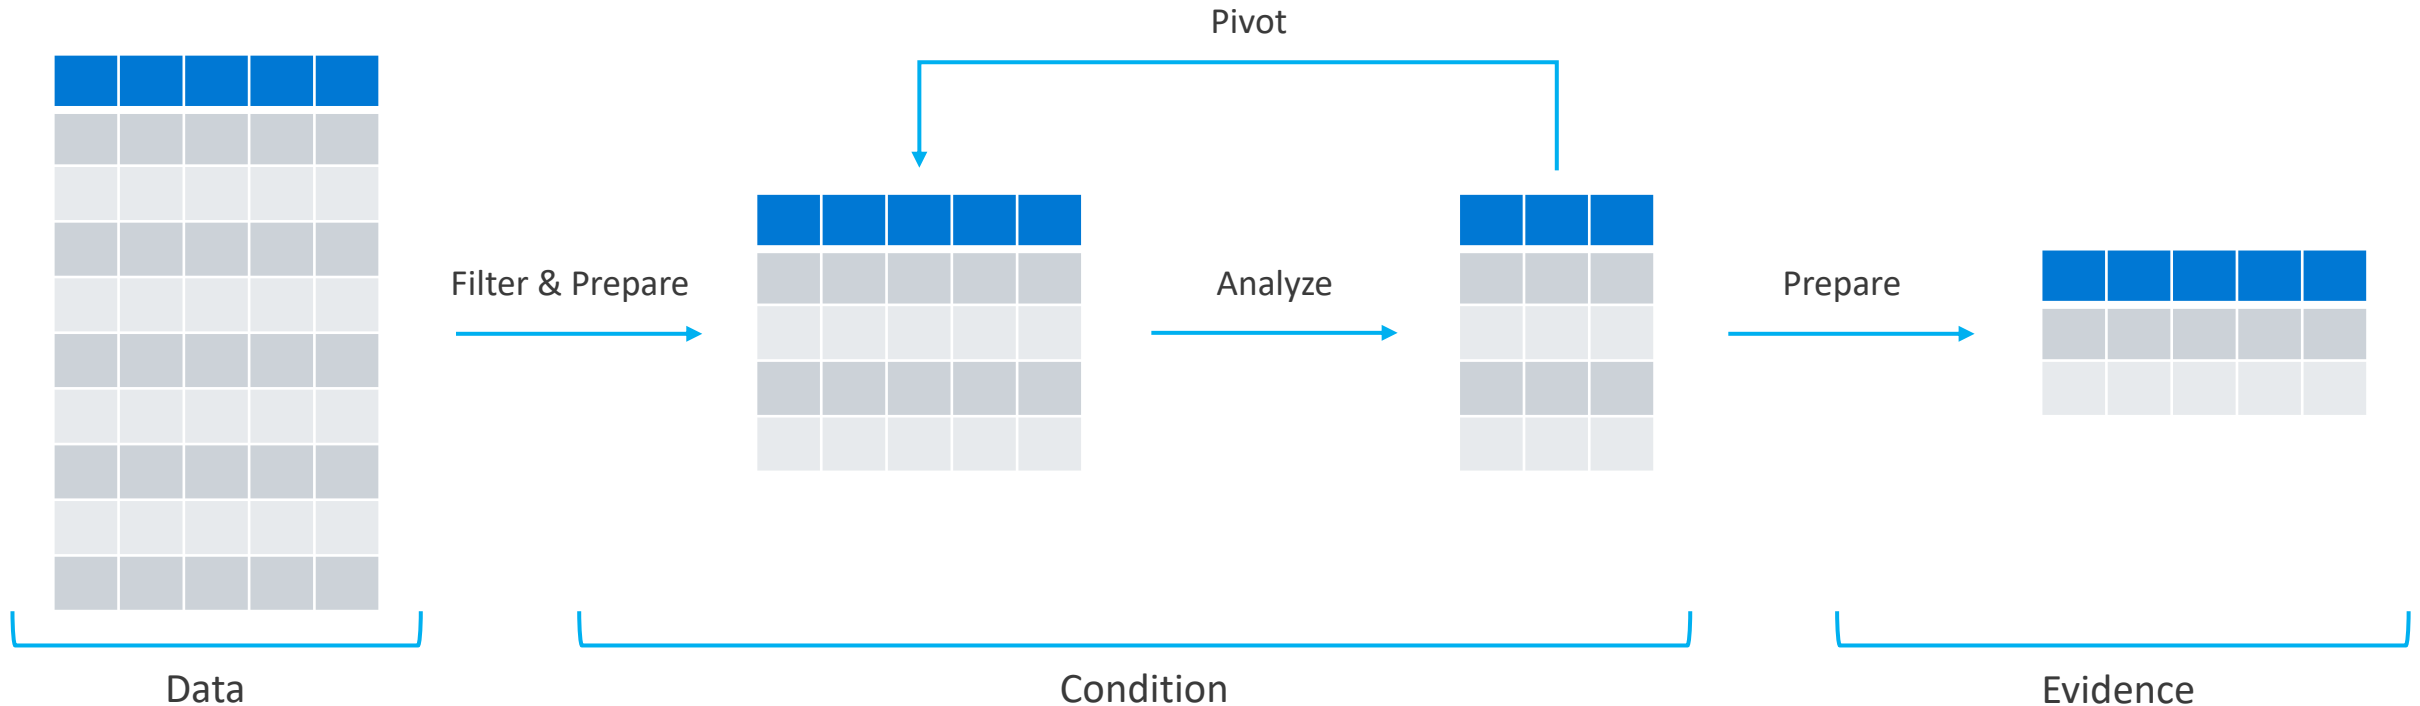 Pivot
Filter & Prepare
Analyze
Prepare
Data
Condition
Evidence